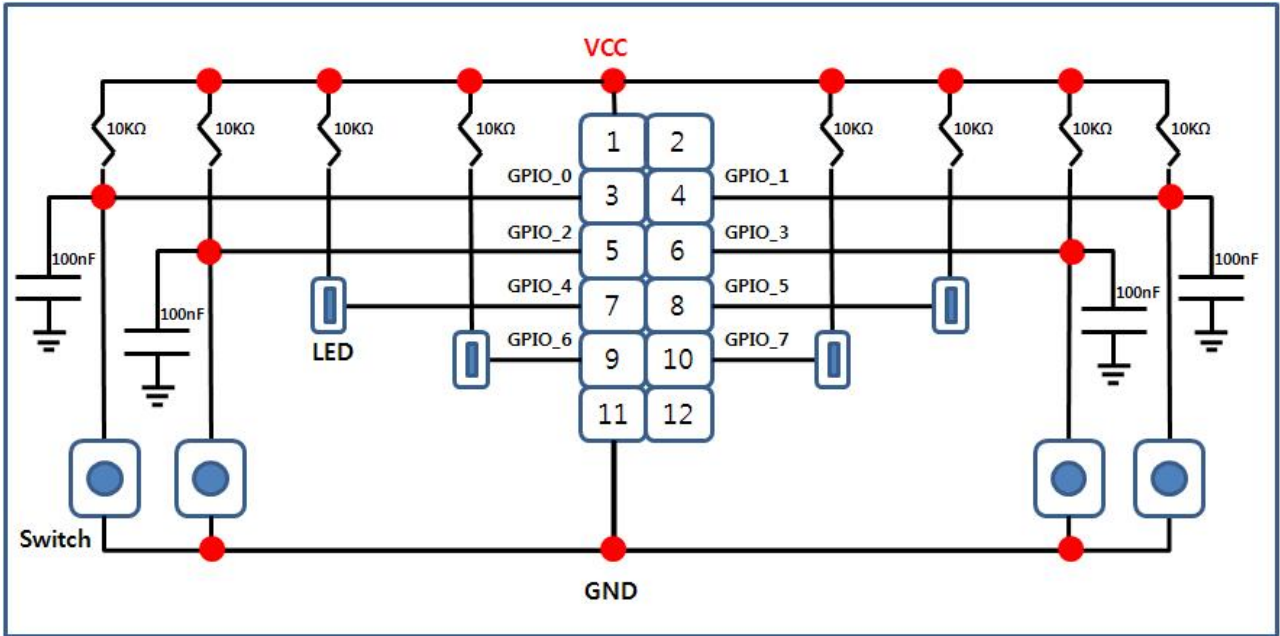 VCC
10KΩ
10KΩ
10KΩ
10KΩ
10KΩ
10KΩ
10KΩ
10KΩ
1
2
GPIO_0
3
4
GPIO_1
GPIO_2
5
6
GPIO_3
100nF
100nF
100nF
100nF
GPIO_4
7
8
GPIO_5
LED
GPIO_6
9
10
GPIO_7
11
12
Switch
GND